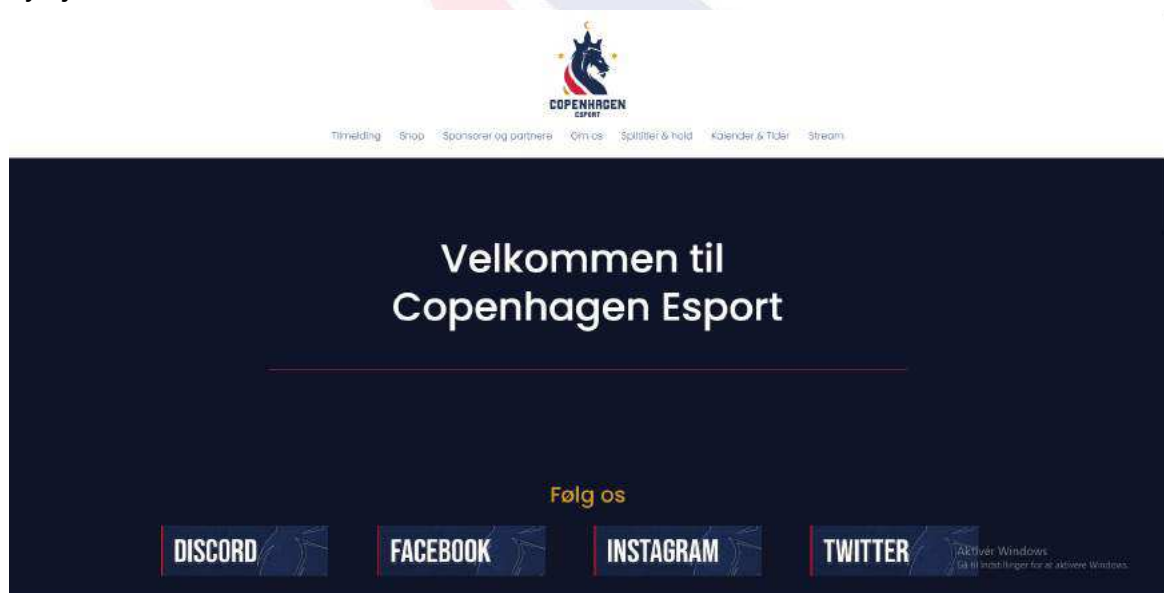 COPENHAGEN
ESPORT
Tilmelding Shop Sponsorer og partnere Om os Spiltitler & hold Kalender & Tider Stream
Velkommen til
Copenhagen Esport
Følg os
DISCORD FACEBOOK INSTAGRAM TWITTER
Aktivér Windows
Gå til Indstillinger for at aktivere Windows.